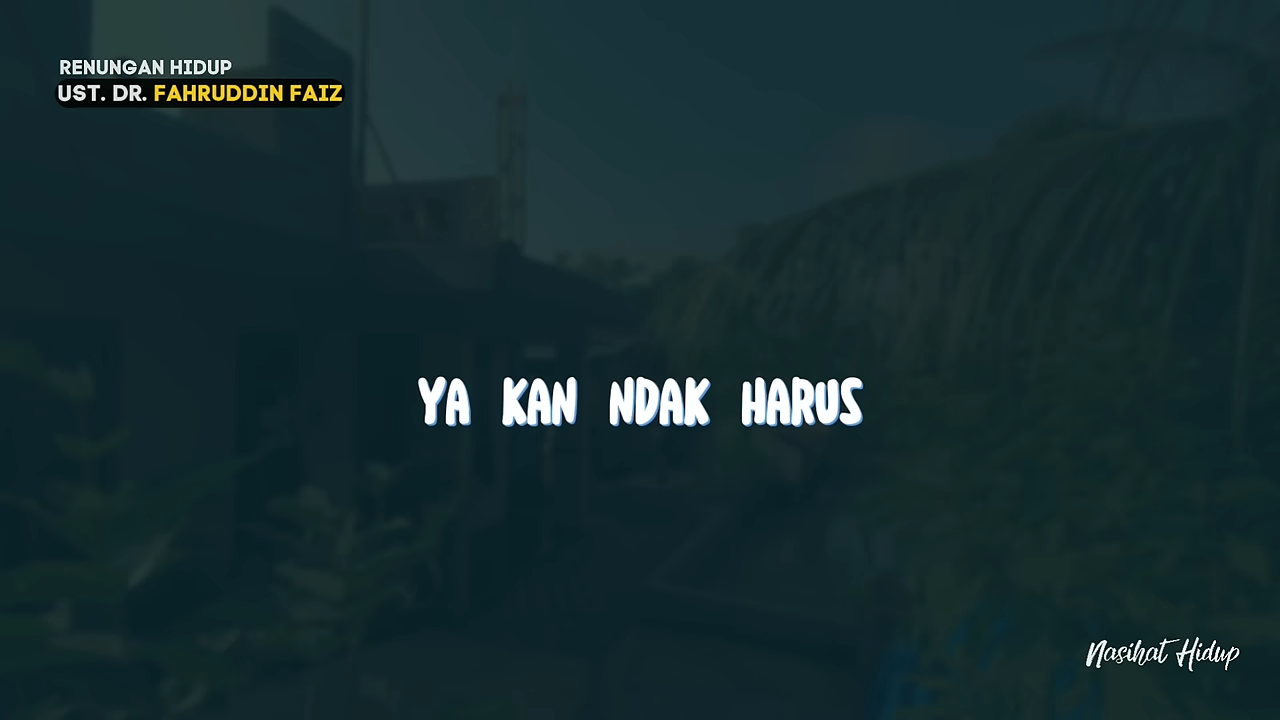 RENUNGAN HIDUP
UST. DR. FAHRUDDIN FAIZ
YA KAN NDAK HARUS
Nasihat Hidup